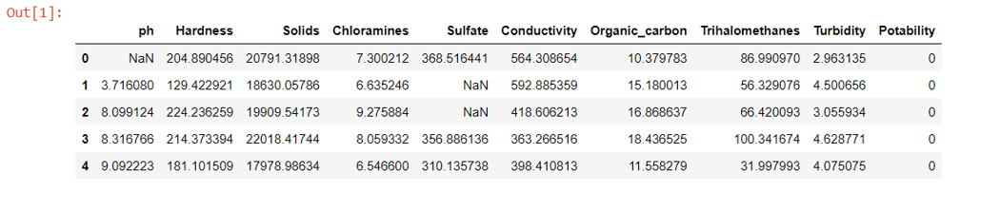 Out[1]:
ph Hardness Solids Chloramines Sulfate Conductivity Organic_carbon Trihalomethanes Turbidity Potability
0 NaN 204.890456 20791.31898 7.300212 368.516441 564.308654 10.379783 86.990970 2.963135 0
1 3.716080 129.422921 18630.05786 6.635246 NaN 592.885359 15.180013 56.329076 4.500656 0
2 8.099124 224.236259 19909.54173 9.275884 NaN 418.606213 16.868637 66.420093 3.055934 0
3 8.316766 214.373394 22018.41744 8.059332 356.886136 363.266516 18.436525 100.341674 4.628771 0
4 9.092223 181.101509 17978.98634 6.546600 310.135738 398.410813 11.558279 31.997993 4.075075 0